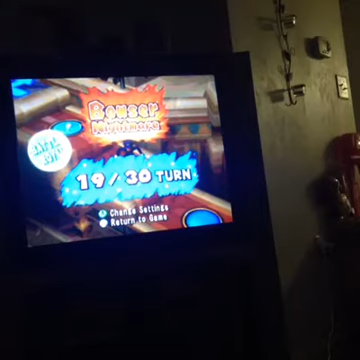 Bowser
Nightmare
19/30 TURN
Change Settings
Return to Game